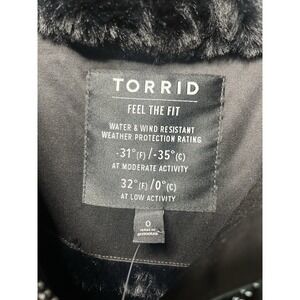 TORRID
FEEL THE FIT
WATER & WIND RESISTANT
WEATHER PROTECTION RATING
-31°(F)/-35°(C)
AT MODERATE ACTIVITY
32°(F)/0°(C)
AT LOW ACTIVITY
0